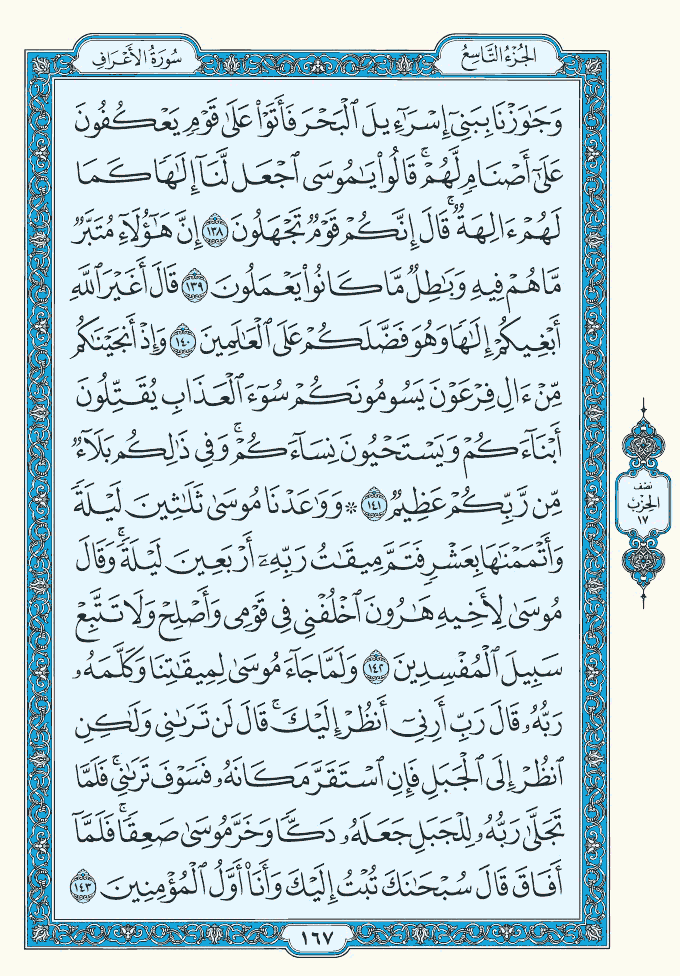 الجُزْءُ التَّاسِعُ
سُورَةُ الأَعْرَافِ
وَجَٰوَزْنَا بِبَنِىٓ إِسْرَٰٓءِيلَ ٱلْبَحْرَ فَأَتَوْا۟ عَلَىٰ قَوْمٍ يَعْكُفُونَ
عَلَىٰٓ أَصْنَامٍ لَّهُمْ ۚ قَالُوا۟ يَٰمُوسَى ٱجْعَل لَّنَآ إِلَٰهًا كَمَا
لَهُمْ ءَالِهَةٌ ۚ قَالَ إِنَّكُمْ قَوْمٌ تَجْهَلُونَ ١٣٨ إِنَّ هَٰٓؤُلَآءِ مُتَبَّرٌ
مَّا هُمْ فِيهِ وَبَٰطِلٌ مَّا كَانُوا۟ يَعْمَلُونَ ١٣٩ قَالَ أَغَيْرَ ٱللَّهِ
أَبْغِيكُمْ إِلَٰهًا وَهُوَ فَضَّلَكُمْ عَلَى ٱلْعَٰلَمِينَ ١٤٠ وَإِذْ أَنجَيْنَٰكُم
مِّنْ ءَالِ فِرْعَوْنَ يَسُومُونَكُمْ سُوٓءَ ٱلْعَذَابِ يُقَتِّلُونَ
أَبْنَآءَكُمْ وَيَسْتَحْيُونَ نِسَآءَكُمْ ۚ وَفِى ذَٰلِكُم بَلَآءٌ
مِّن رَّبِّكُمْ عَظِيمٌ ١٤١ ۞ وَوَٰعَدْنَا مُوسَىٰ ثَلَٰثِينَ لَيْلَةً
وَأَتْمَمْنَٰهَا بِعَشْرٍ فَتَمَّ مِيقَٰتُ رَبِّهِۦٓ أَرْبَعِينَ لَيْلَةً ۚ وَقَالَ
مُوسَىٰ لِأَخِيهِ هَٰرُونَ ٱخْلُفْنِى فِى قَوْمِى وَأَصْلِحْ وَلَا تَتَّبِعْ
سَبِيلَ ٱلْمُفْسِدِينَ ١٤٢ وَلَمَّا جَآءَ مُوسَىٰ لِمِيقَٰتِنَا وَكَلَّمَهُۥ
رَبُّهُۥ قَالَ رَبِّ أَرِنِىٓ أَنظُرْ إِلَيْكَ ۚ قَالَ لَن تَرَىٰنِى وَلَٰكِنِ
ٱنظُرْ إِلَى ٱلْجَبَلِ فَإِنِ ٱسْتَقَرَّ مَكَانَهُۥ فَسَوْفَ تَرَىٰنِى ۚ فَلَمَّا
تَجَلَّىٰ رَبُّهُۥ لِلْجَبَلِ جَعَلَهُۥ دَكًّا وَخَرَّ مُوسَىٰ صَعِقًا ۚ فَلَمَّآ
أَفَاقَ قَالَ سُبْحَٰنَكَ تُبْتُ إِلَيْكَ وَأَنَا۠ أَوَّلُ ٱلْمُؤْمِنِينَ ١٤٣
نصف
الحزب
١٧
١٦٧